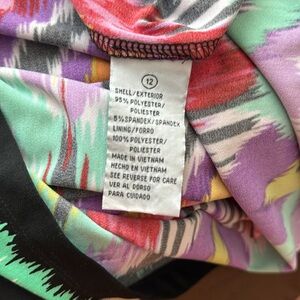 12
SHELL/EXTERIOR
95% POLYESTER/
POLIESTER
5% SPANDEX/SPANDEX
LINING/FORRO
100% POLYESTER/
POLIESTER
MADE IN VIETNAM
HECHO EN VIETNAM
SEE REVERSE FOR CARE
VER AL DORSO
PARA CUIDADO